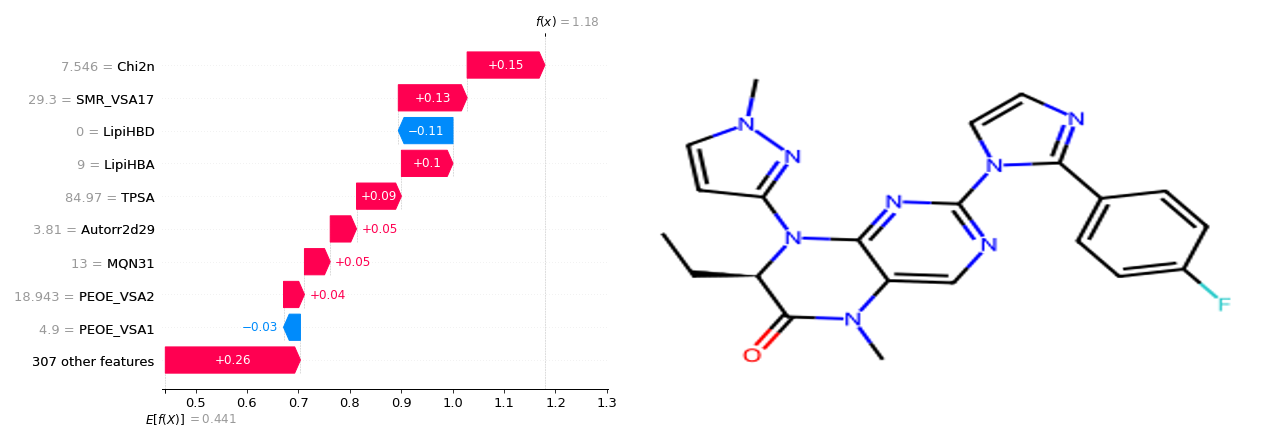 f(x) = 1.18
7.546 = Chi2n
+0.15
29.3 = SMR_VSA17
+0.13
0 = LipiHBD
−0.11
9 = LipiHBA
+0.1
84.97 = TPSA
+0.09
3.81 = Autorr2d29
+0.05
13 = MQN31
+0.05
18.943 = PEOE_VSA2
+0.04
4.9 = PEOE_VSA1
−0.03
307 other features
+0.26
0.5 0.6 0.7 0.8 0.9 1.0 1.1 1.2 1.3
E[f(X)] = 0.441
N
N
N
N
N
N
N
N
N
O
F